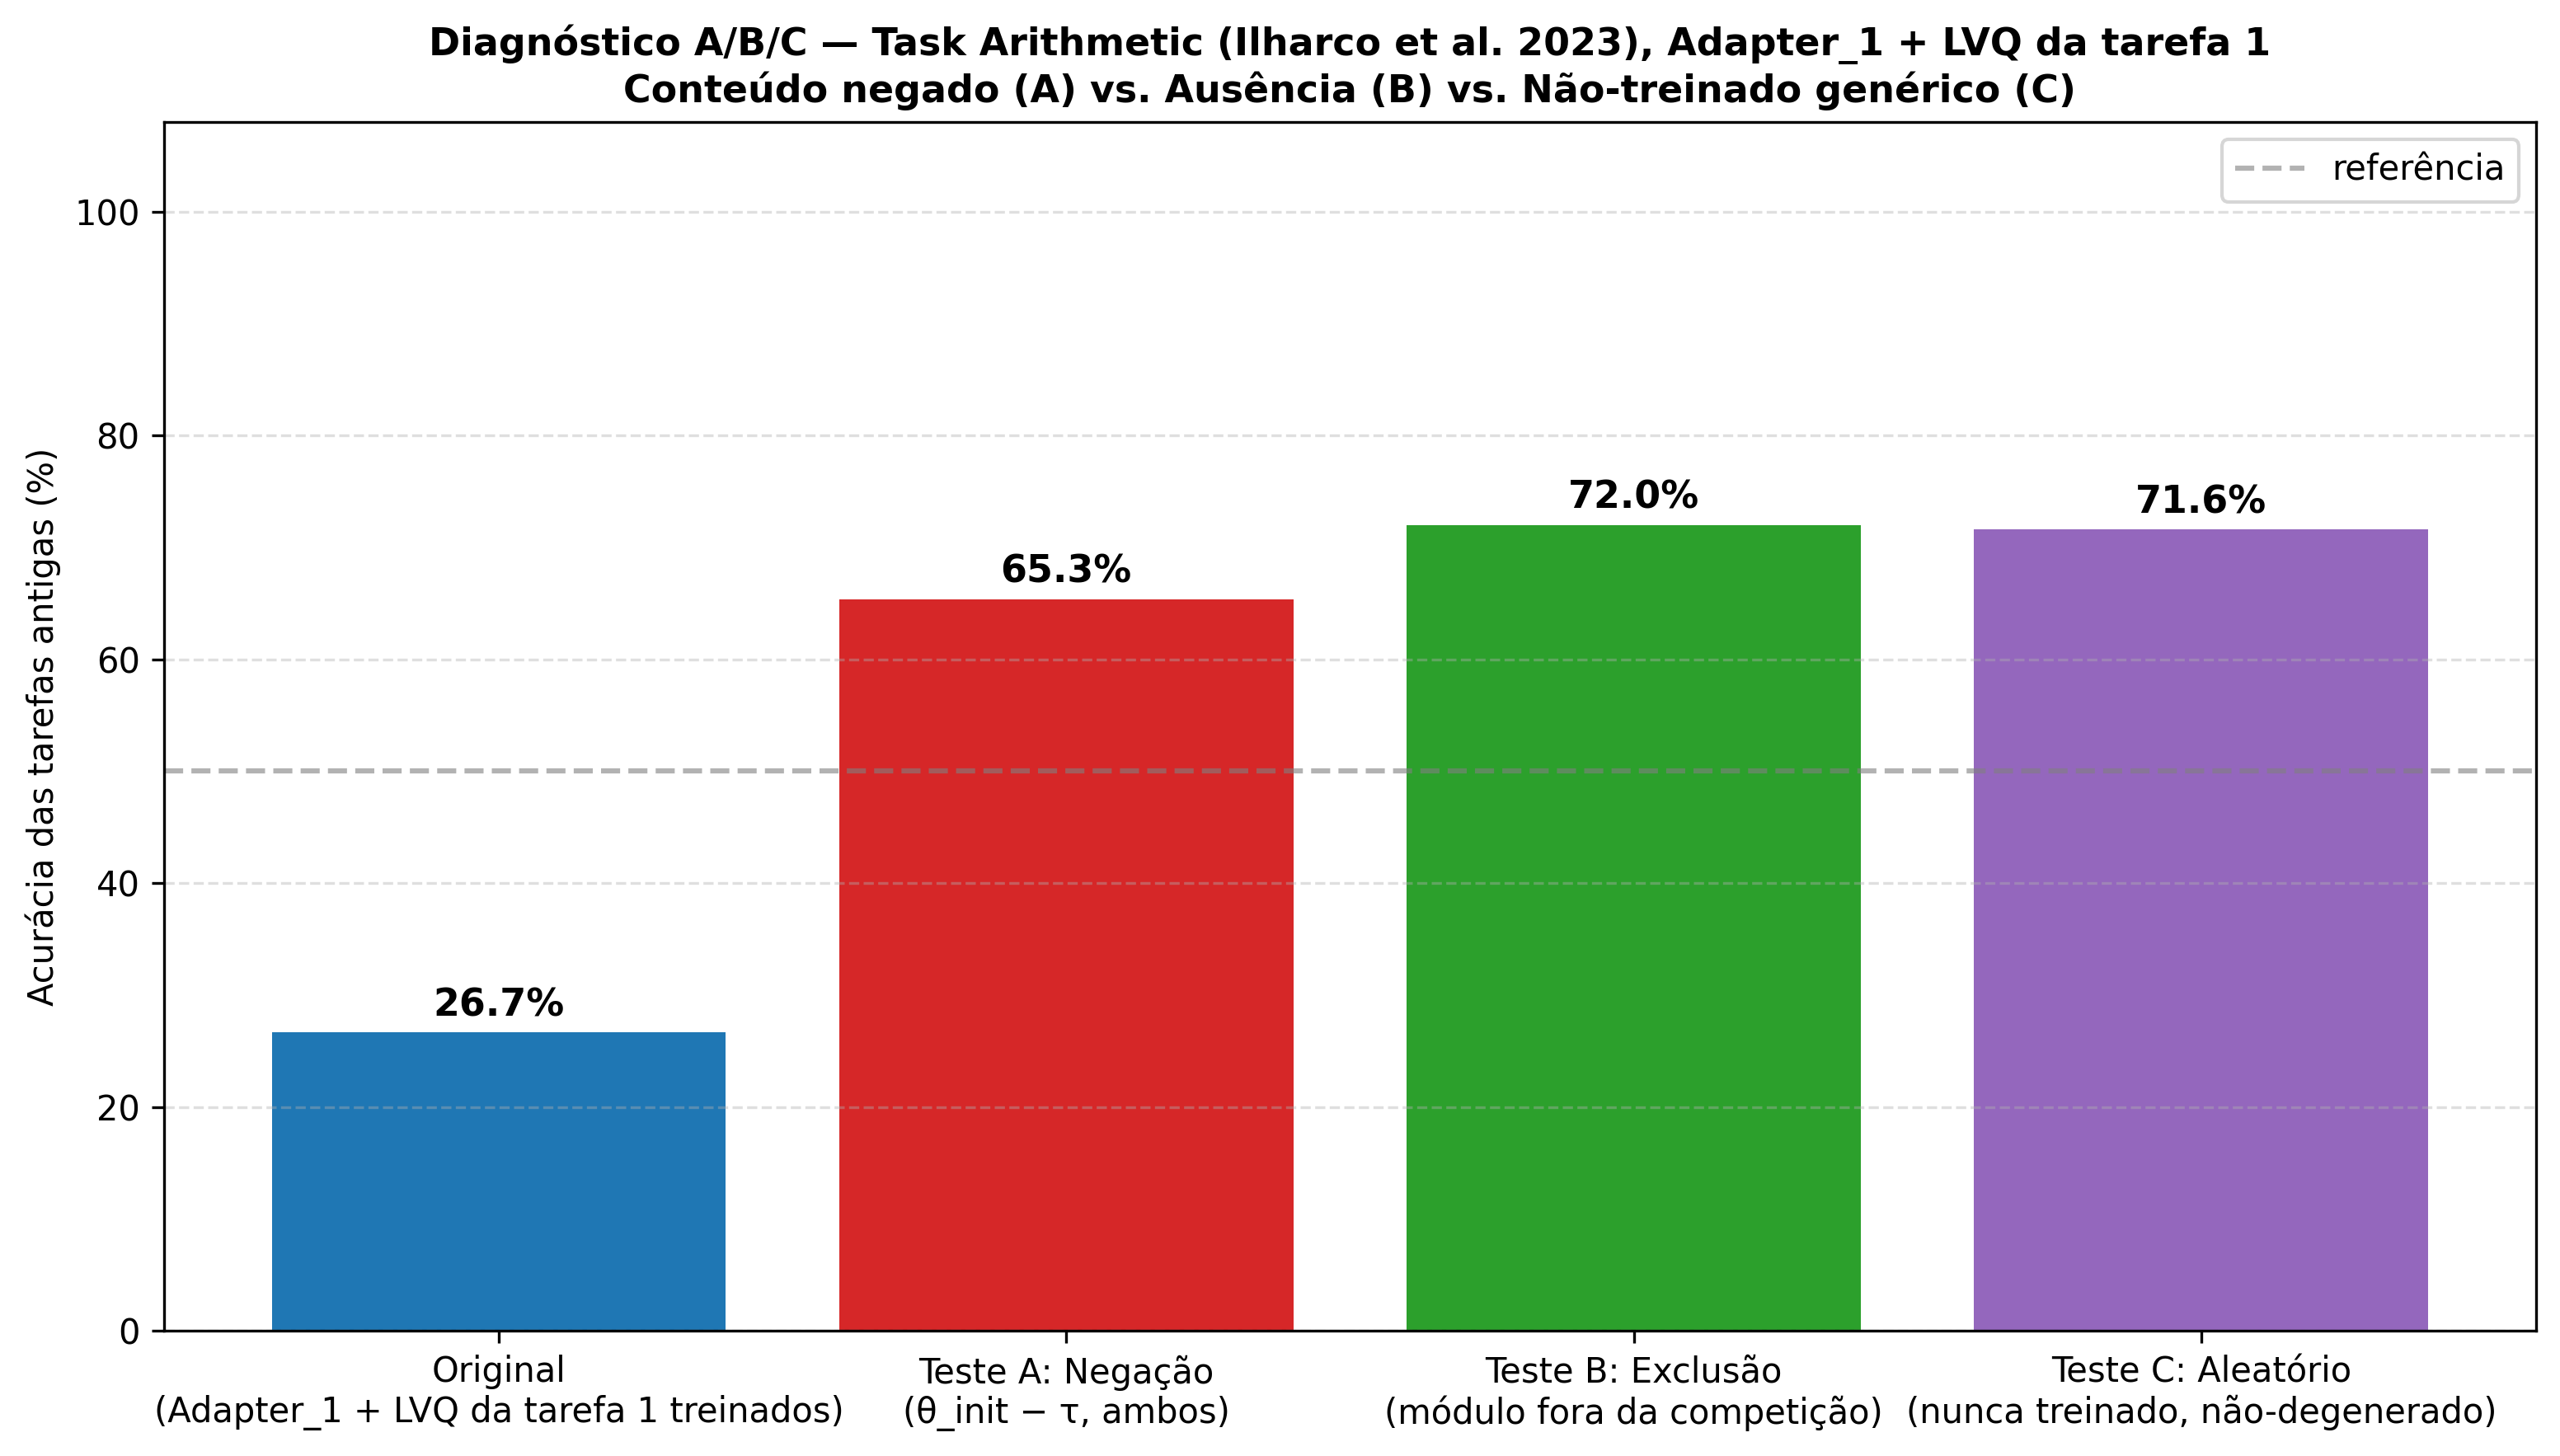 Diagnóstico A/B/C — Task Arithmetic (Ilharco et al. 2023), Adapter_1 + LVQ da tarefa 1
Conteúdo negado (A) vs. Ausência (B) vs. Não-treinado genérico (C)
referência
Acurácia das tarefas antigas (%)
100
80
60
40
20
0
26.7%
65.3%
72.0%
71.6%
Original
(Adapter_1 + LVQ da tarefa 1 treinados)
Teste A: Negação
(θ_init − τ, ambos)
Teste B: Exclusão
(módulo fora da competição)
Teste C: Aleatório
(nunca treinado, não-degenerado)